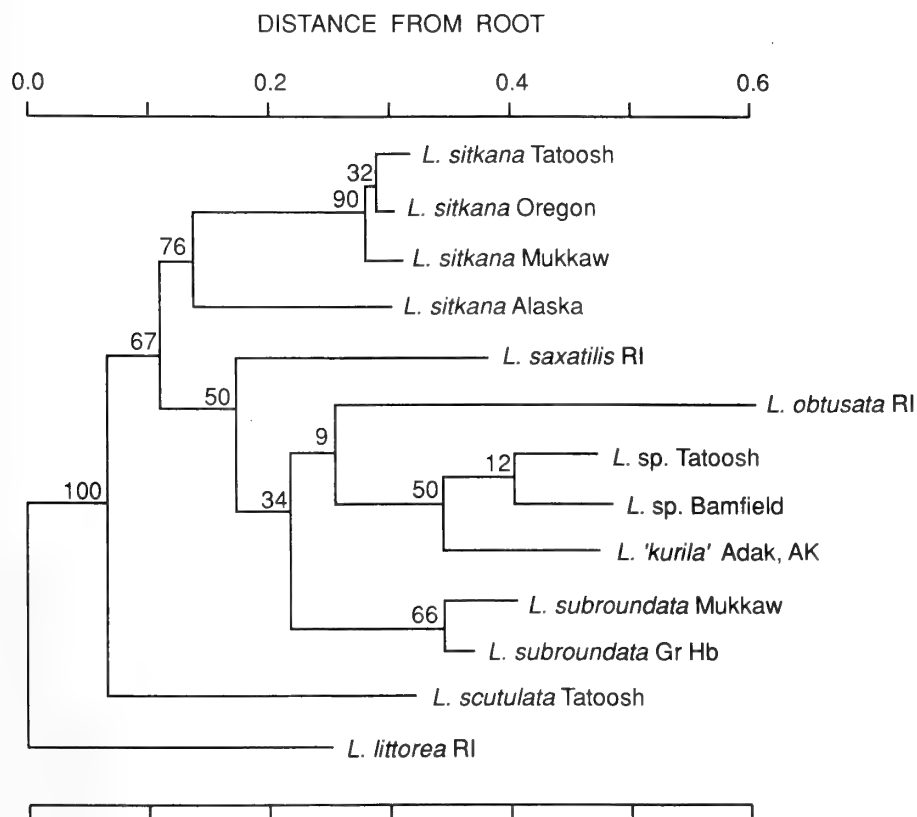 DISTANCE FROM ROOT
0.0 0.2 0.4 0.6
L. sitkana Tatoosh
32
90
L. sitkana Oregon
L. sitkana Mukkaw
76
L. sitkana Alaska
67
L. saxatilis RI
50
L. obtusata RI
9
L. sp. Tatoosh
12
50
100
34
L. sp. Bamfield
L. 'kurila' Adak, AK
L. subroundata Mukkaw
66
L. subroundata Gr Hb
L. scutulata Tatoosh
L. littorea RI